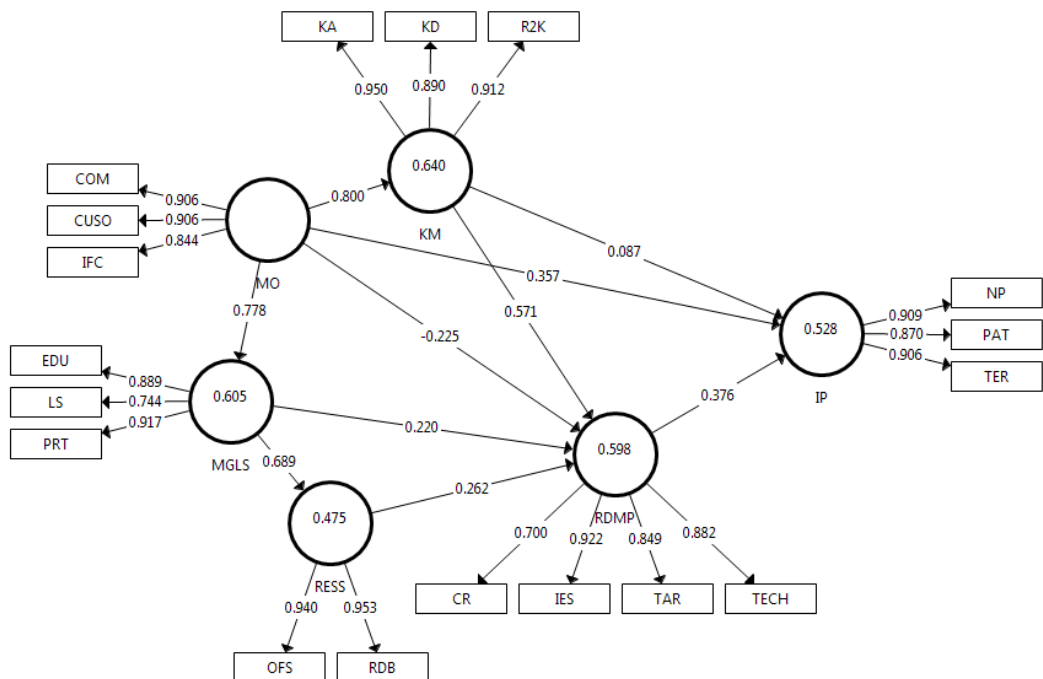 KA
KD
R2K
0.950
0.890
0.912
0.640
KM
COM
CUSO
IFC
0.906
0.906
0.844
MO
0.800
0.087
0.357
0.571
-0.225
0.778
NP
PAT
TER
0.909
0.870
0.906
0.528
IP
EDU
LS
PRT
0.889
0.744
0.917
0.605
MGLS
0.220
0.689
0.376
0.262
0.598
RDMP
0.475
RESS
0.700
0.922
0.849
0.882
CR
IES
TAR
TECH
0.940
0.953
OFS
RDB